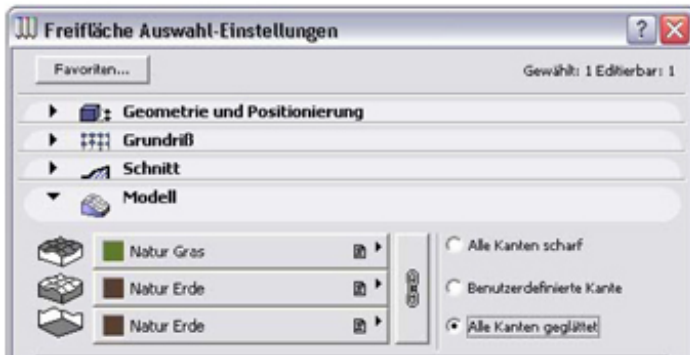 Freifläche Auswahl-Einstellungen
Favoriten...
Gewählt: 1 Editierbar: 1
Geometrie und Positionierung
Grundriß
Schnitt
Modell
Natur Gras
Alle Kanten scharf
Natur Erde
Benutzerdefinierte Kante
Natur Erde
Alle Kanten geglättet